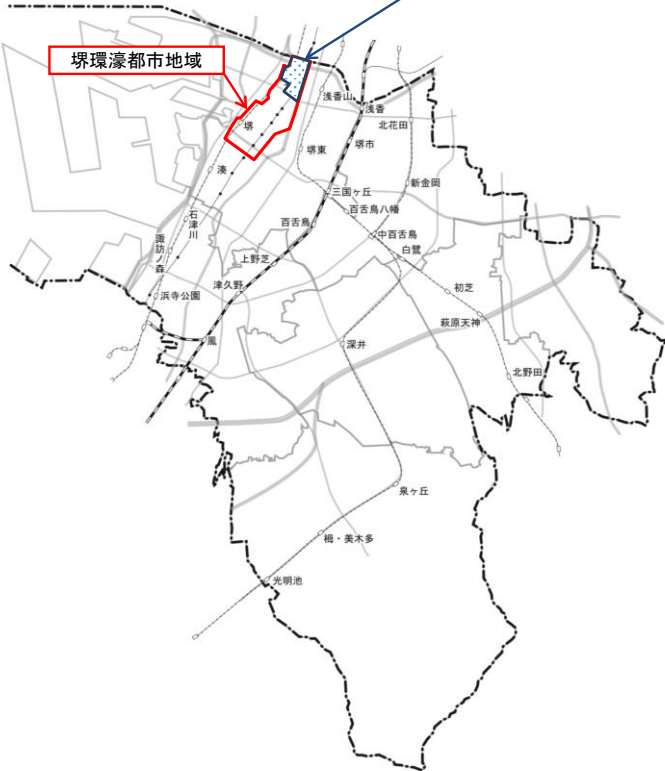 堺環濠都市地域
浅香山
浅香
堺
北花田
堺東
堺市
湊
三国ヶ丘
新金岡
百舌鳥八幡
石津川
百舌鳥
中百舌鳥
諏訪ノ森
上野芝
白鷺
津久野
初芝
浜寺公園
萩原天神
鳳
深井
北野田
泉ヶ丘
栂・美木多
光明池